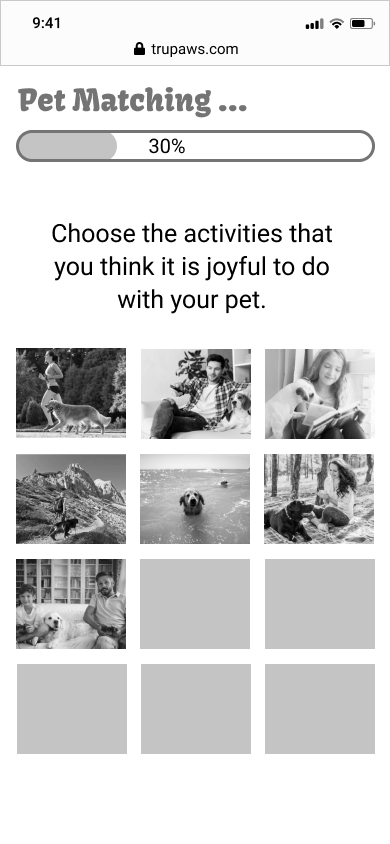 9:41
trupaws.com
Pet Matching ...
30%
Choose the activities that
you think it is joyful to do
with your pet.